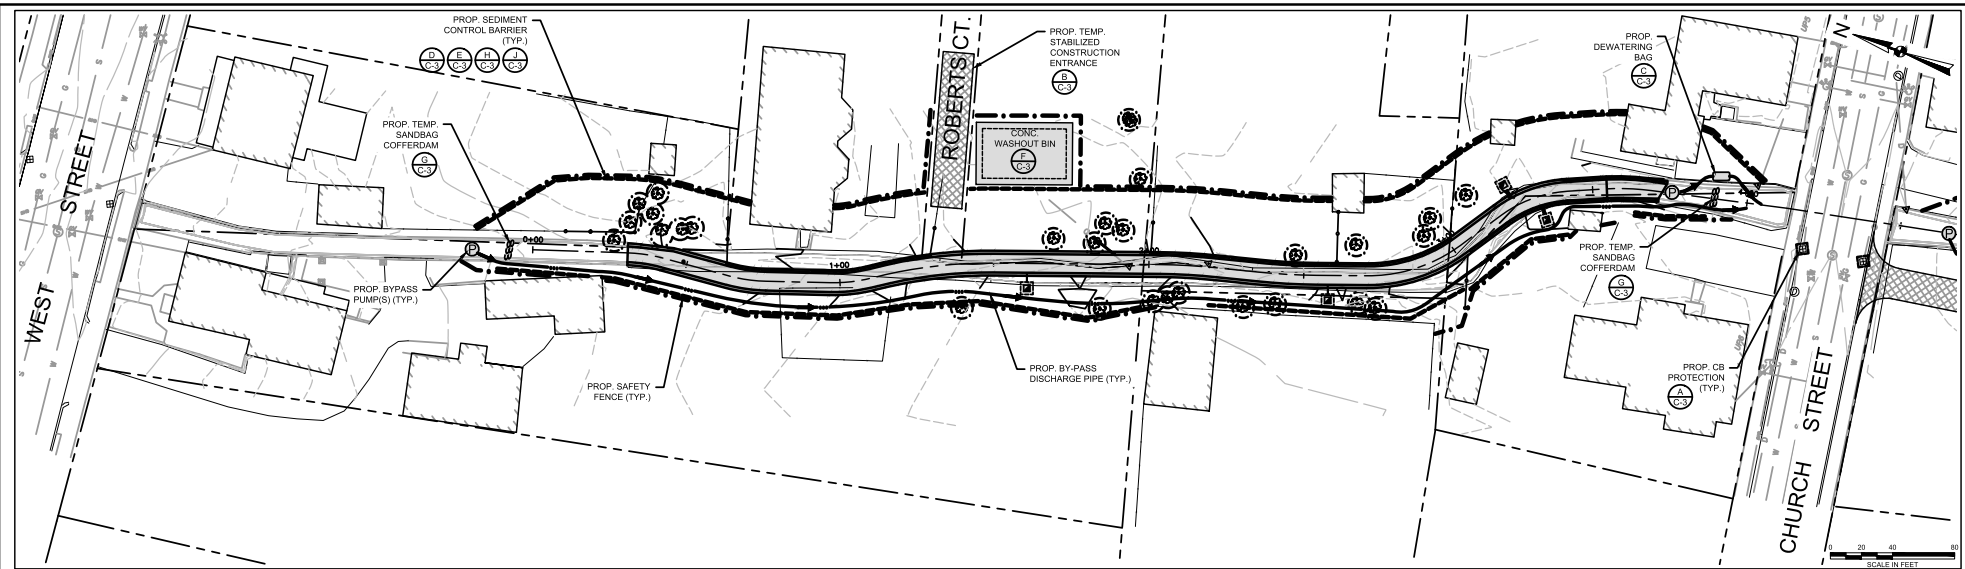 PROP. SEDIMENT
CONTROL BARRIER
(TYP.)
D
C-3
E
C-3
H
C-3
J
C-3
PROP. TEMP.
SANDBAG
COFFERDAM
G
C-3
ROBERTS CT.
PROP. TEMP.
STABILIZED
CONSTRUCTION
ENTRANCE
B
C-3
CONC.
WASHOUT BIN
F
C-3
PROP.
DEWATERING
BAG
C
C-3
N
WEST STREET
P
0+00
1+00
2+00
P
P
PROP. BYPASS
PUMP(S) (TYP.)
PROP. SAFETY
FENCE (TYP.)
PROP. BY-PASS
DISCHARGE PIPE (TYP.)
PROP. TEMP.
SANDBAG
COFFERDAM
G
C-3
PROP. CB
PROTECTION
(TYP.)
A
C-3
CHURCH STREET
0 20 40 80
SCALE IN FEET